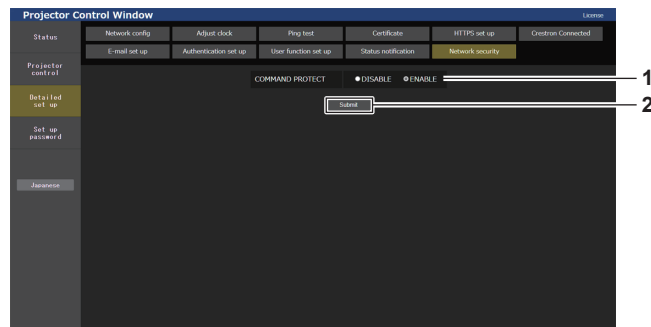 Projector Control Window
License
Status
Network config
Adjust clock
Ping test
Certificate
HTTPS set up
Crestron Connected
E-mail set up
Authentication set up
User function set up
Status notification
Network security
Projector
control
COMMAND PROTECT
DISABLE
ENABLE
1
Detailed
set up
Submit
2
Set up
password
Japanese